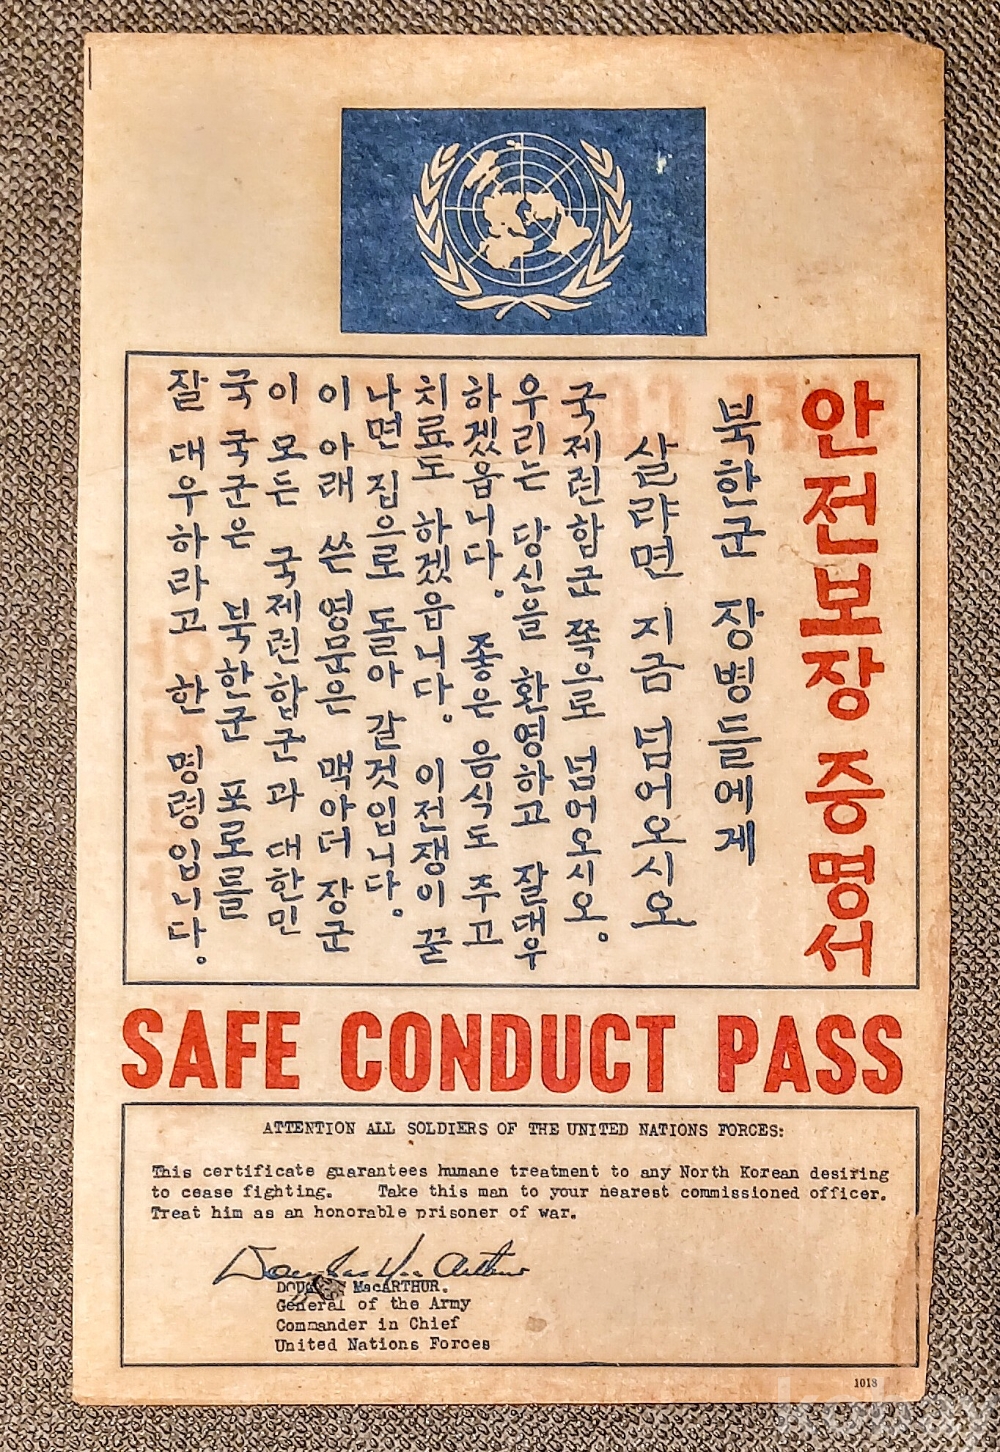 안전보장 증명서
북한군 장병들에게
살랴면 지금 넘어오시오
국제련합군 쪽으로 넘어오시오.
우리는 당신을 환영하고 잘대우
하겠읍니다. 좋은 음식도 주고
치료도 하겠읍니다. 이전쟁이 끝
나면 집으로 돌아 갈것입니다.
이 아래 쓴 영문은 맥아더 장군
이 모든 국제련합군과 대한민
국 국군은 북한군 포로를
잘 대우하라고 한 명령입니다.
SAFE CONDUCT PASS
ATTENTION ALL SOLDIERS OF THE UNITED NATIONS FORCES:
This certificate guarantees humane treatment to any North Korean desiring
to cease fighting. Take this man to your nearest commissioned officer.
Treat him as an honorable prisoner of war.
Douglas MacArthur
MacARTHUR.
General of the Army
Commander in Chief
United Nations Forces
1018